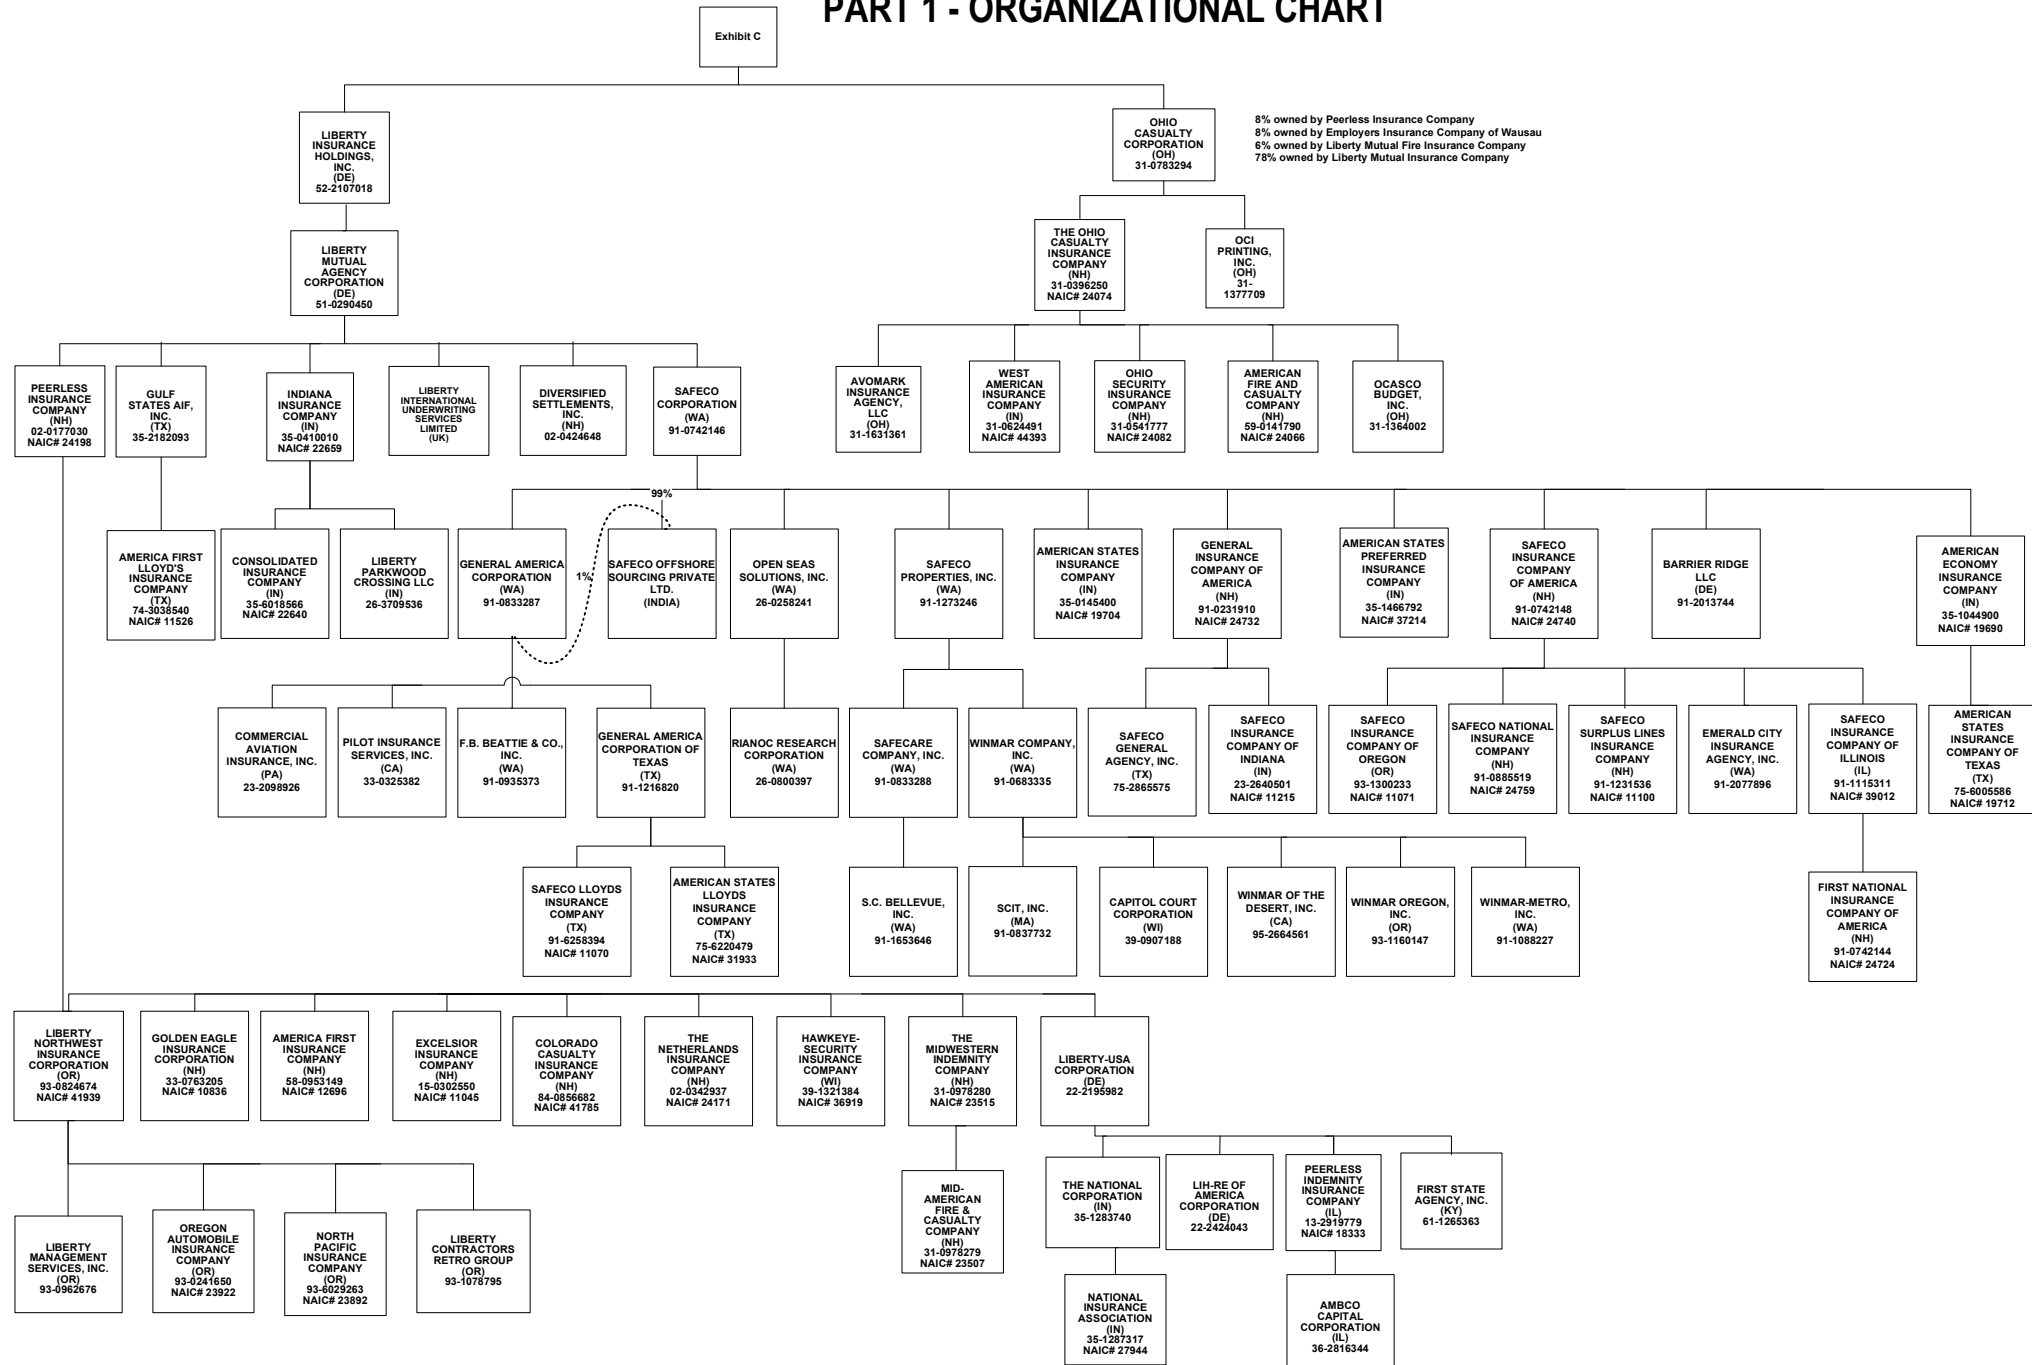 PART 1 - ORGANIZATIONAL CHART
Exhibit C
LIBERTY
INSURANCE
HOLDINGS,
INC.
(DE)
52-2107018
OHIO
CASUALTY
CORPORATION
(OH)
31-0783294
8% owned by Peerless Insurance Company
8% owned by Employers Insurance Company of Wausau
6% owned by Liberty Mutual Fire Insurance Company
78% owned by Liberty Mutual Insurance Company
LIBERTY
MUTUAL
AGENCY
CORPORATION
(DE)
51-0290450
THE OHIO
CASUALTY
INSURANCE
COMPANY
(NH)
31-0396250
NAIC# 24074
OCI
PRINTING,
INC.
(OH)
31-
1377709
PEERLESS
INSURANCE
COMPANY
(NH)
02-0177030
NAIC# 24198
GULF
STATES AIF,
INC.
(TX)
35-2182093
INDIANA
INSURANCE
COMPANY
(IN)
35-0410010
NAIC# 22659
LIBERTY
INTERNATIONAL
UNDERWRITING
SERVICES
LIMITED
(UK)
DIVERSIFIED
SETTLEMENTS,
INC.
(NH)
02-0424648
SAFECO
CORPORATION
(WA)
91-0742146
AVOMARK
INSURANCE
AGENCY,
LLC
(OH)
31-1631361
WEST
AMERICAN
INSURANCE
COMPANY
(IN)
31-0624491
NAIC# 44393
OHIO
SECURITY
INSURANCE
COMPANY
(NH)
31-0541777
NAIC# 24082
AMERICAN
FIRE AND
CASUALTY
COMPANY
(NH)
59-0141790
NAIC# 24066
OCASCO
BUDGET,
INC.
(OH)
31-1364002
99%
1%
AMERICA FIRST
LLOYD'S
INSURANCE
COMPANY
(TX)
74-3038540
NAIC# 11526
CONSOLIDATED
INSURANCE
COMPANY
(IN)
35-6018566
NAIC# 22640
LIBERTY
PARKWOOD
CROSSING LLC
(IN)
26-3709536
GENERAL AMERICA
CORPORATION
(WA)
91-0833287
SAFECO OFFSHORE
SOURCING PRIVATE
LTD.
(INDIA)
OPEN SEAS
SOLUTIONS, INC.
(WA)
26-0258241
SAFECO
PROPERTIES, INC.
(WA)
91-1273246
AMERICAN STATES
INSURANCE
COMPANY
(IN)
35-0145400
NAIC# 19704
GENERAL
INSURANCE
COMPANY OF
AMERICA
(NH)
91-0231910
NAIC# 24732
AMERICAN STATES
PREFERRED
INSURANCE
COMPANY
(IN)
35-1466792
NAIC# 37214
SAFECO
INSURANCE
COMPANY
OF AMERICA
(NH)
91-0742148
NAIC# 24740
BARRIER RIDGE
LLC
(DE)
91-2013744
AMERICAN
ECONOMY
INSURANCE
COMPANY
(IN)
35-1044900
NAIC# 19690
COMMERCIAL
AVIATION
INSURANCE, INC.
(PA)
23-2098926
PILOT INSURANCE
SERVICES, INC.
(CA)
33-0325382
F.B. BEATTIE & CO.,
INC.
(WA)
91-0935373
GENERAL AMERICA
CORPORATION OF
TEXAS
(TX)
91-1216820
RIANOC RESEARCH
CORPORATION
(WA)
26-0800397
SAFECARE
COMPANY, INC.
(WA)
91-0833288
WINMAR COMPANY,
INC.
(WA)
91-0683335
SAFECO
GENERAL
AGENCY, INC.
(TX)
75-2865575
SAFECO
INSURANCE
COMPANY OF
INDIANA
(IN)
23-2640501
NAIC# 11215
SAFECO
INSURANCE
COMPANY OF
OREGON
(OR)
93-1300233
NAIC# 11071
SAFECO NATIONAL
INSURANCE
COMPANY
(NH)
91-0885519
NAIC# 24759
SAFECO
SURPLUS LINES
INSURANCE
COMPANY
(NH)
91-1231536
NAIC# 11100
EMERALD CITY
INSURANCE
AGENCY, INC.
(WA)
91-2077896
SAFECO
INSURANCE
COMPANY OF
ILLINOIS
(IL)
91-1115311
NAIC# 39012
AMERICAN
STATES
INSURANCE
COMPANY OF
TEXAS
(TX)
75-6005586
NAIC# 19712
SAFECO LLOYDS
INSURANCE
COMPANY
(TX)
91-6258394
NAIC# 11070
AMERICAN STATES
LLOYDS
INSURANCE
COMPANY
(TX)
75-6220479
NAIC# 31933
S.C. BELLEVUE,
INC.
(WA)
91-1653646
SCIT, INC.
(MA)
91-0837732
CAPITOL COURT
CORPORATION
(WI)
39-0907188
WINMAR OF THE
DESERT, INC.
(CA)
95-2664561
WINMAR OREGON,
INC.
(OR)
93-1160147
WINMAR-METRO,
INC.
(WA)
91-1088227
FIRST NATIONAL
INSURANCE
COMPANY OF
AMERICA
(NH)
91-0742144
NAIC# 24724
LIBERTY
NORTHWEST
INSURANCE
CORPORATION
(OR)
93-0824674
NAIC# 41939
GOLDEN EAGLE
INSURANCE
CORPORATION
(NH)
33-0763205
NAIC# 10836
AMERICA FIRST
INSURANCE
COMPANY
(NH)
58-0953149
NAIC# 12696
EXCELSIOR
INSURANCE
COMPANY
(NH)
15-0302550
NAIC# 11045
COLORADO
CASUALTY
INSURANCE
COMPANY
(NH)
84-0856682
NAIC# 41785
THE
NETHERLANDS
INSURANCE
COMPANY
(NH)
02-0342937
NAIC# 24171
HAWKEYE-
SECURITY
INSURANCE
COMPANY
(WI)
39-1321384
NAIC# 36919
THE
MIDWESTERN
INDEMNITY
COMPANY
(NH)
31-0978280
NAIC# 23515
LIBERTY-USA
CORPORATION
(DE)
22-2195982
LIBERTY
MANAGEMENT
SERVICES, INC.
(OR)
93-0962676
OREGON
AUTOMOBILE
INSURANCE
COMPANY
(OR)
93-0241650
NAIC# 23922
NORTH
PACIFIC
INSURANCE
COMPANY
(OR)
93-6029263
NAIC# 23892
LIBERTY
CONTRACTORS
RETRO GROUP
(OR)
93-1078795
MID-
AMERICAN
FIRE &
CASUALTY
COMPANY
(NH)
31-0978279
NAIC# 23507
THE NATIONAL
CORPORATION
(IN)
35-1283740
LIH-RE OF
AMERICA
CORPORATION
(DE)
22-2424043
PEERLESS
INDEMNITY
INSURANCE
COMPANY
(IL)
13-2919779
NAIC# 18333
FIRST STATE
AGENCY, INC.
(KY)
61-1265363
NATIONAL
INSURANCE
ASSOCIATION
(IN)
35-1287317
NAIC# 27944
AMBCO
CAPITAL
CORPORATION
(IL)
36-2816344